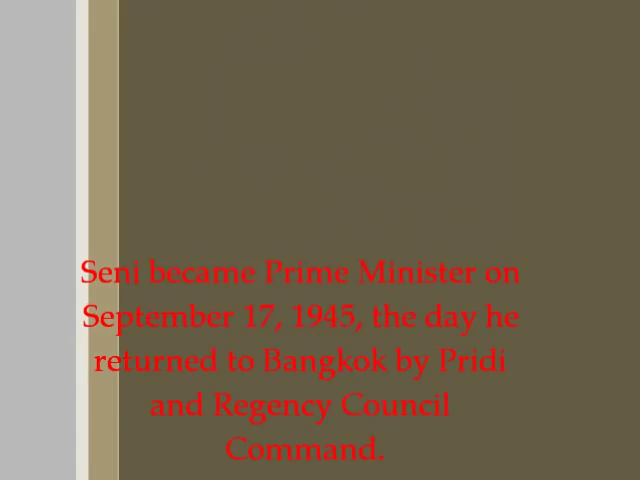 Seni became Prime Minister on
September 17, 1945, the day he
returned to Bangkok by Pridi
and Regency Council
Command.